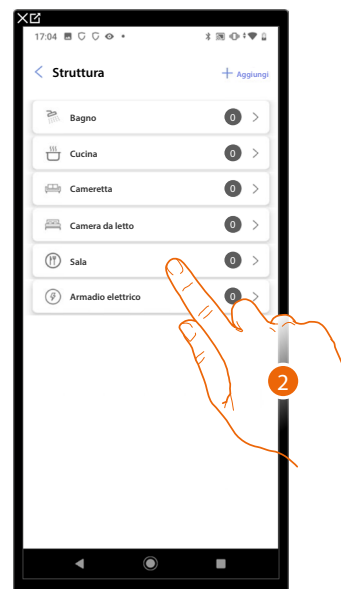 17:04
Struttura
+ Aggiungi
Bagno 0
Cucina 0
Cameretta 0
Camera da letto 0
Sala 0
Armadio elettrico 0
2